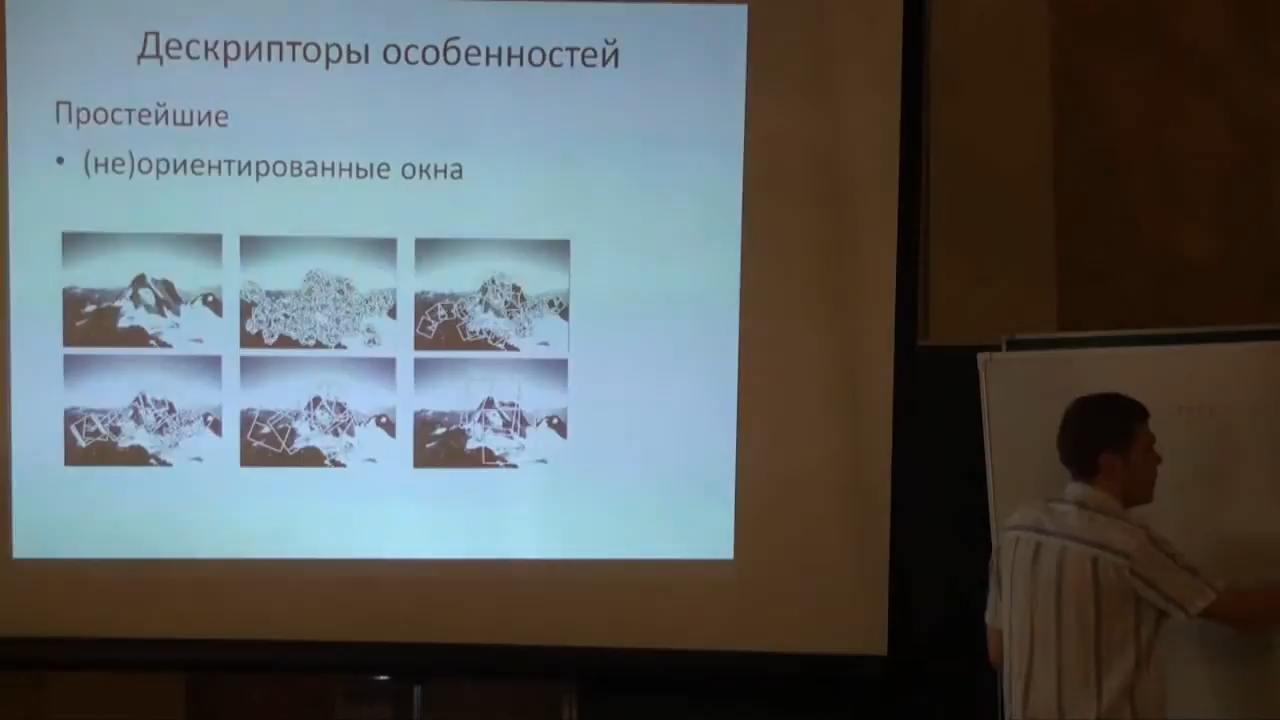 Дескрипторы особенностей
Простейшие
• (не)ориентированные окна